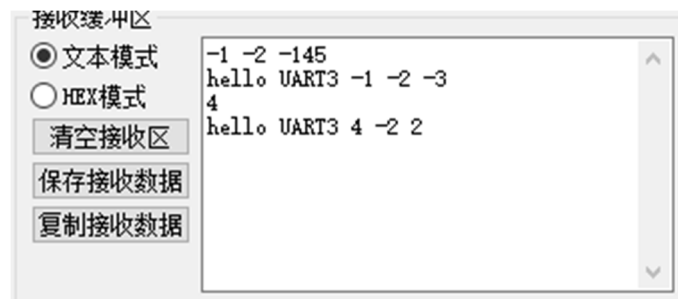 接收缓冲区
文本模式
HEX模式
清空接收区
保存接收数据
复制接收数据
-1 -2 -145
hello UART3 -1 -2 -3
4
hello UART3 4 -2 2